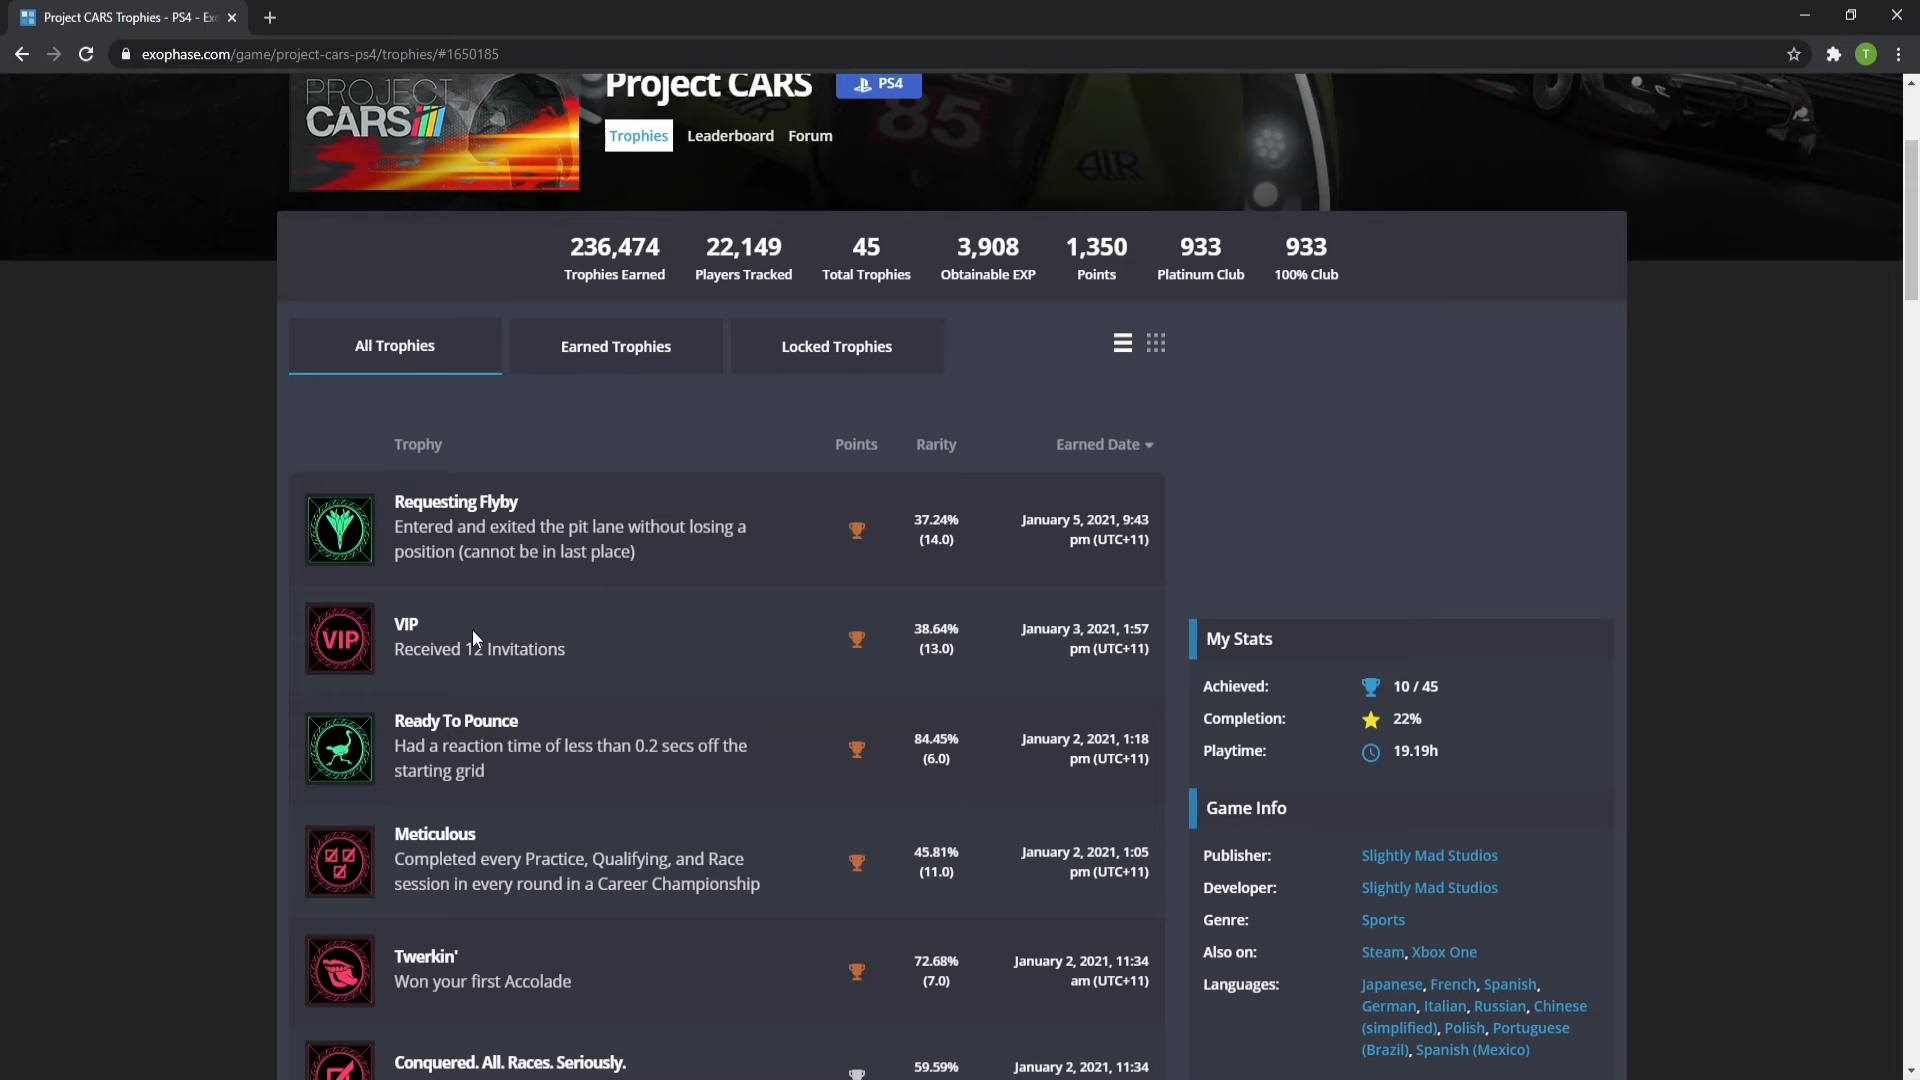 Project CARS Trophies - PS4 - Exo
exophase.com/game/project-cars-ps4/trophies/#1650185
T
PROJECT
CARS
Project CARS
PS4
85
AIR
Trophies Leaderboard Forum
236,474 22,149 45 3,908 1,350 933 933
Trophies Earned Players Tracked Total Trophies Obtainable EXP Points Platinum Club 100% Club
All Trophies Earned Trophies Locked Trophies
Trophy Points Rarity Earned Date
Requesting Flyby
Entered and exited the pit lane without losing a
position (cannot be in last place)
37.24%
(14.0)
January 5, 2021, 9:43
pm (UTC+11)
VIP
VIP
Received 12 Invitations
38.64%
(13.0)
January 3, 2021, 1:57
pm (UTC+11)
Ready To Pounce
Had a reaction time of less than 0.2 secs off the
starting grid
84.45%
(6.0)
January 2, 2021, 1:18
pm (UTC+11)
Meticulous
Completed every Practice, Qualifying, and Race
session in every round in a Career Championship
45.81%
(11.0)
January 2, 2021, 1:05
pm (UTC+11)
Twerkin'
Won your first Accolade
72.68%
(7.0)
January 2, 2021, 11:34
am (UTC+11)
Conquered. All. Races. Seriously.
59.59%
January 2, 2021, 11:34
My Stats
Achieved: 10 / 45
Completion: 22%
Playtime: 19.19h
Game Info
Publisher: Slightly Mad Studios
Developer: Slightly Mad Studios
Genre: Sports
Also on: Steam, Xbox One
Languages: Japanese, French, Spanish,
German, Italian, Russian, Chinese
(simplified), Polish, Portuguese
(Brazil), Spanish (Mexico)